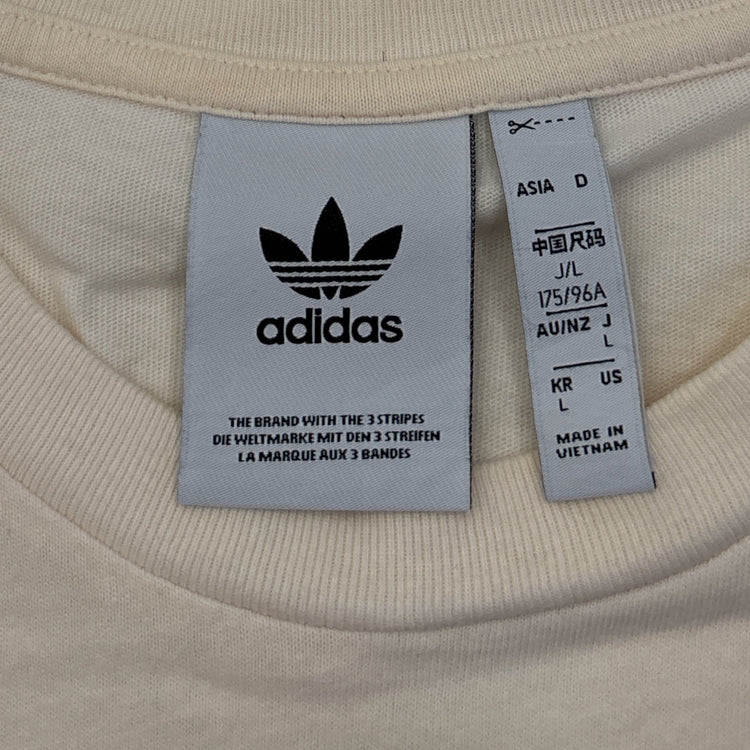 adidas
THE BRAND WITH THE 3 STRIPES
DIE WELTMARKE MIT DEN 3 STREIFEN
LA MARQUE AUX 3 BANDES
ASIA D
中国尺码
J/L
175/96A
AU/NZ J
L
KR US
L
MADE IN
VIETNAM